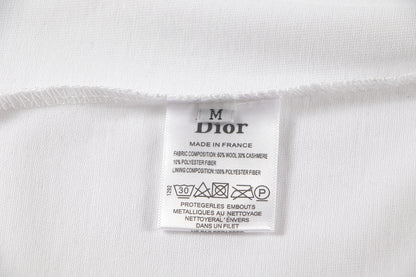 M
Dior
MADE IN FRANCE
FABRIC COMPOSITION: 60% WOOL 30% CASHMERE
10% POLYESTER FIBER
LINING COMPOSITION: 100% POLYESTER FIBER
30 P
PROTEGERLES EMBOUTS
METALLIQUES AU NETTOYAGE
NETTOYERAL'ENVERS
DANS UN FILET